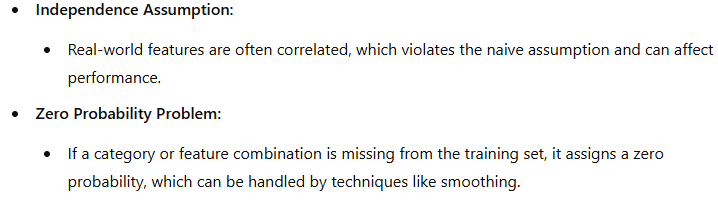 • Independence Assumption:
• Real-world features are often correlated, which violates the naive assumption and can affect
performance.
• Zero Probability Problem:
• If a category or feature combination is missing from the training set, it assigns a zero
probability, which can be handled by techniques like smoothing.